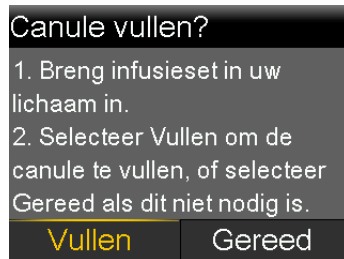 Canule vullen?
1. Breng infusieset in uw
lichaam in.
2. Selecteer Vullen om de
canule te vullen, of selecteer
Gereed als dit niet nodig is.
Vullen Gereed